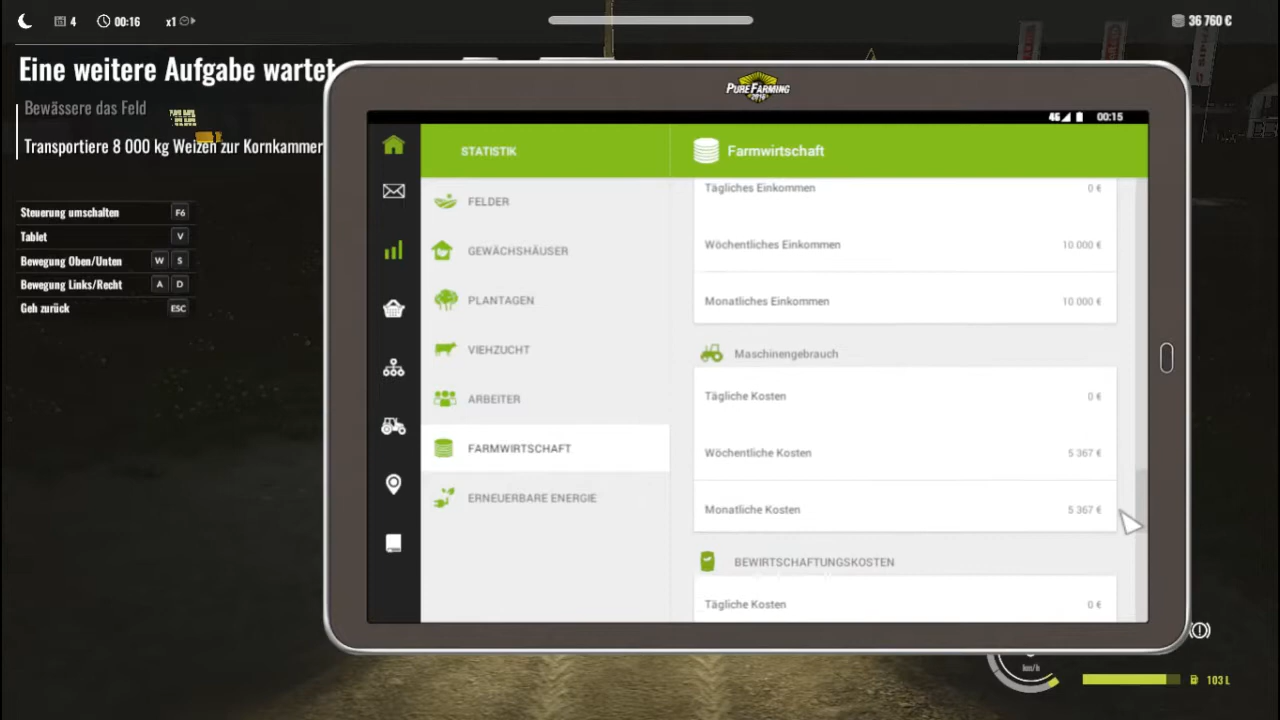 4
00:16
x1
36 760 €
Eine weitere Aufgabe wartet
Bewässere das Feld
Transportiere 8 000 kg Weizen zur Kornkammer
Steuerung umschalten F6
Tablet V
Bewegung Oben/Unten W S
Bewegung Links/Recht A D
Geh zurück ESC
PURE FARMING
2018
4G 00:15
STATISTIK
FELDER
GEWÄCHSHÄUSER
PLANTAGEN
VIEHZUCHT
ARBEITER
FARMWIRTSCHAFT
ERNEUERBARE ENERGIE
Farmwirtschaft
Tägliches Einkommen 0 €
Wöchentliches Einkommen 10 000 €
Monatliches Einkommen 10 000 €
Maschinengebrauch
Tägliche Kosten 0 €
Wöchentliche Kosten 5 367 €
Monatliche Kosten 5 367 €
BEWIRTSCHAFTUNGSKOSTEN
Tägliche Kosten 0 €
km/h
103 L